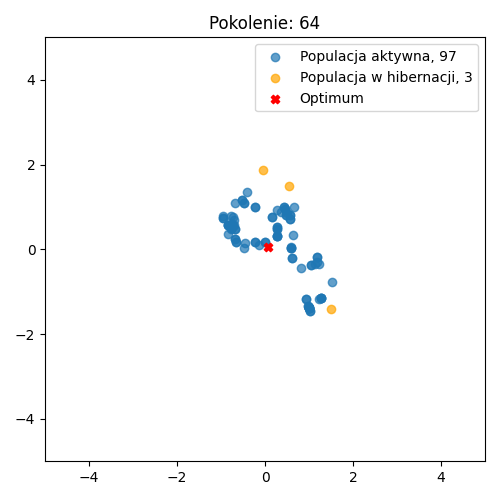 Pokolenie: 64
Populacja aktywna, 97
Populacja w hibernacji, 3
Optimum
4
2
0
−2
−4
−4 −2 0 2 4